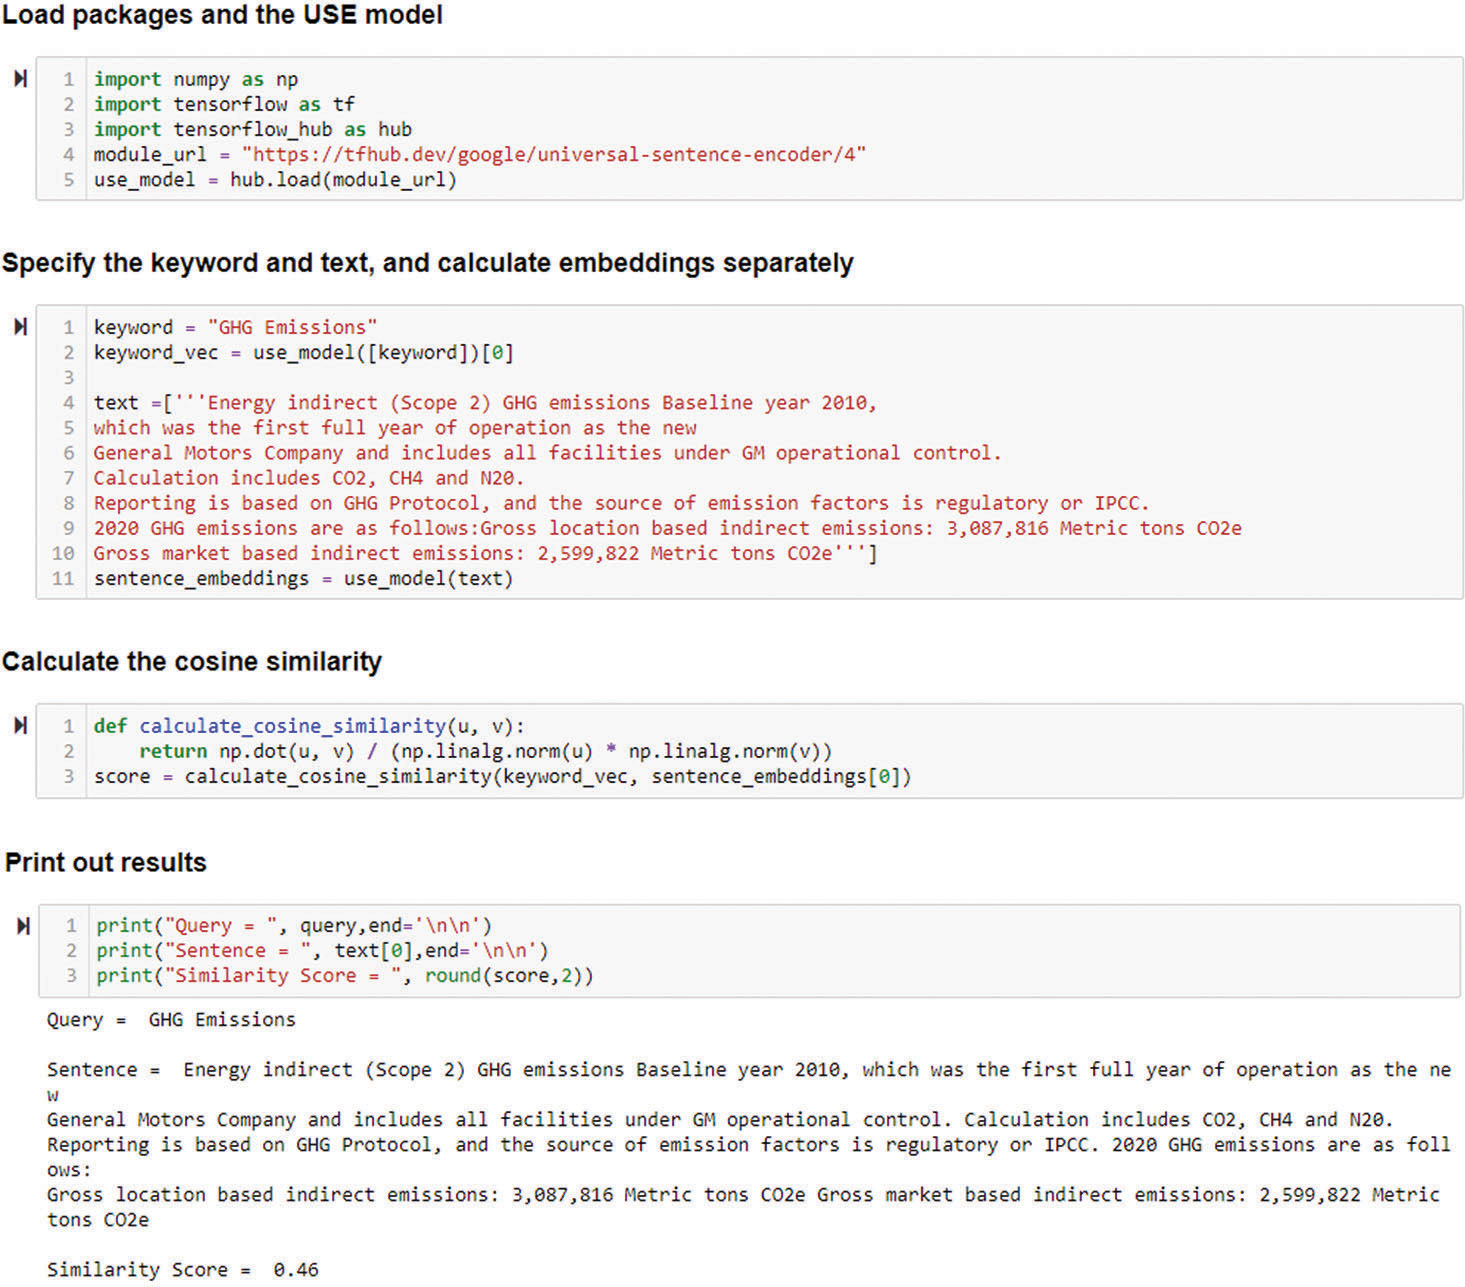 Load packages and the USE model
1 import numpy as np
2 import tensorflow as tf
3 import tensorflow_hub as hub
4 module_url = "https://tfhub.dev/google/universal-sentence-encoder/4"
5 use_model = hub.load(module_url)
Specify the keyword and text, and calculate embeddings separately
1 keyword = "GHG Emissions"
2 keyword_vec = use_model([keyword])[0]
3
4 text =['''Energy indirect (Scope 2) GHG emissions Baseline year 2010,
5 which was the first full year of operation as the new
6 General Motors Company and includes all facilities under GM operational control.
7 Calculation includes CO2, CH4 and N20.
8 Reporting is based on GHG Protocol, and the source of emission factors is regulatory or IPCC.
9 2020 GHG emissions are as follows:Gross location based indirect emissions: 3,087,816 Metric tons CO2e
10 Gross market based indirect emissions: 2,599,822 Metric tons CO2e''']
11 sentence_embeddings = use_model(text)
Calculate the cosine similarity
1 def calculate_cosine_similarity(u, v):
2     return np.dot(u, v) / (np.linalg.norm(u) * np.linalg.norm(v))
3 score = calculate_cosine_similarity(keyword_vec, sentence_embeddings[0])
Print out results
1 print("Query = ", query,end='\n\n')
2 print("Sentence = ", text[0],end='\n\n')
3 print("Similarity Score = ", round(score,2))
Query =  GHG Emissions
Sentence =  Energy indirect (Scope 2) GHG emissions Baseline year 2010, which was the first full year of operation as the ne
w
General Motors Company and includes all facilities under GM operational control. Calculation includes CO2, CH4 and N20.
Reporting is based on GHG Protocol, and the source of emission factors is regulatory or IPCC. 2020 GHG emissions are as foll
ows:
Gross location based indirect emissions: 3,087,816 Metric tons CO2e Gross market based indirect emissions: 2,599,822 Metric
tons CO2e
Similarity Score =  0.46